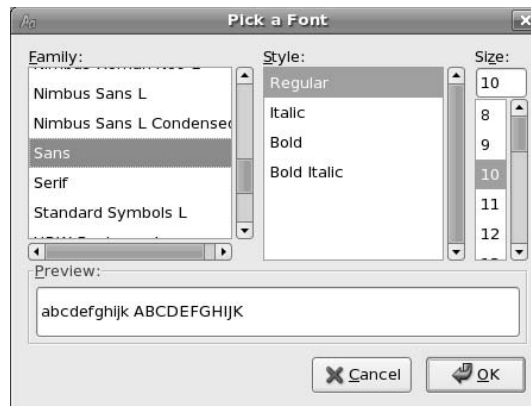 Pick a Font
Family:
Style:
Size:
Nimbus Sans L
Nimbus Sans L Condensed
Sans
Serif
Standard Symbols L
Regular
Italic
Bold
Bold Italic
10
8
9
10
11
12
Preview:
abcdefghijk ABCDEFGHIJK
Cancel
OK